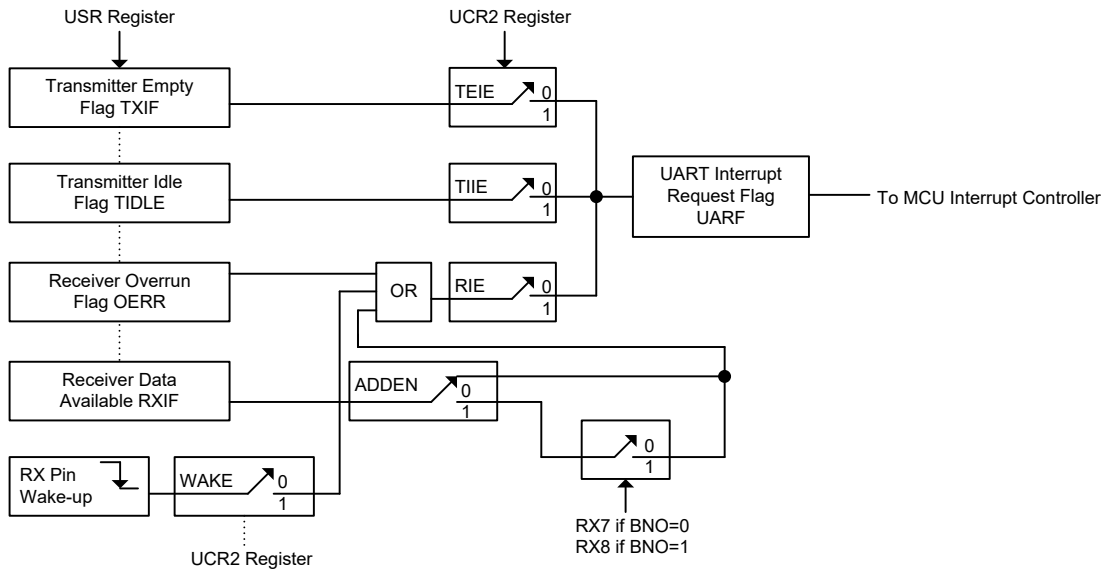 USR Register
UCR2 Register
Transmitter Empty
Flag TXIF
TEIE
0
1
Transmitter Idle
Flag TIDLE
TIIE
0
1
UART Interrupt
Request Flag
UARF
To MCU Interrupt Controller
Receiver Overrun
Flag OERR
OR
RIE
0
1
Receiver Data
Available RXIF
ADDEN
0
1
0
1
RX Pin
Wake-up
WAKE
0
1
RX7 if BNO=0
RX8 if BNO=1
UCR2 Register